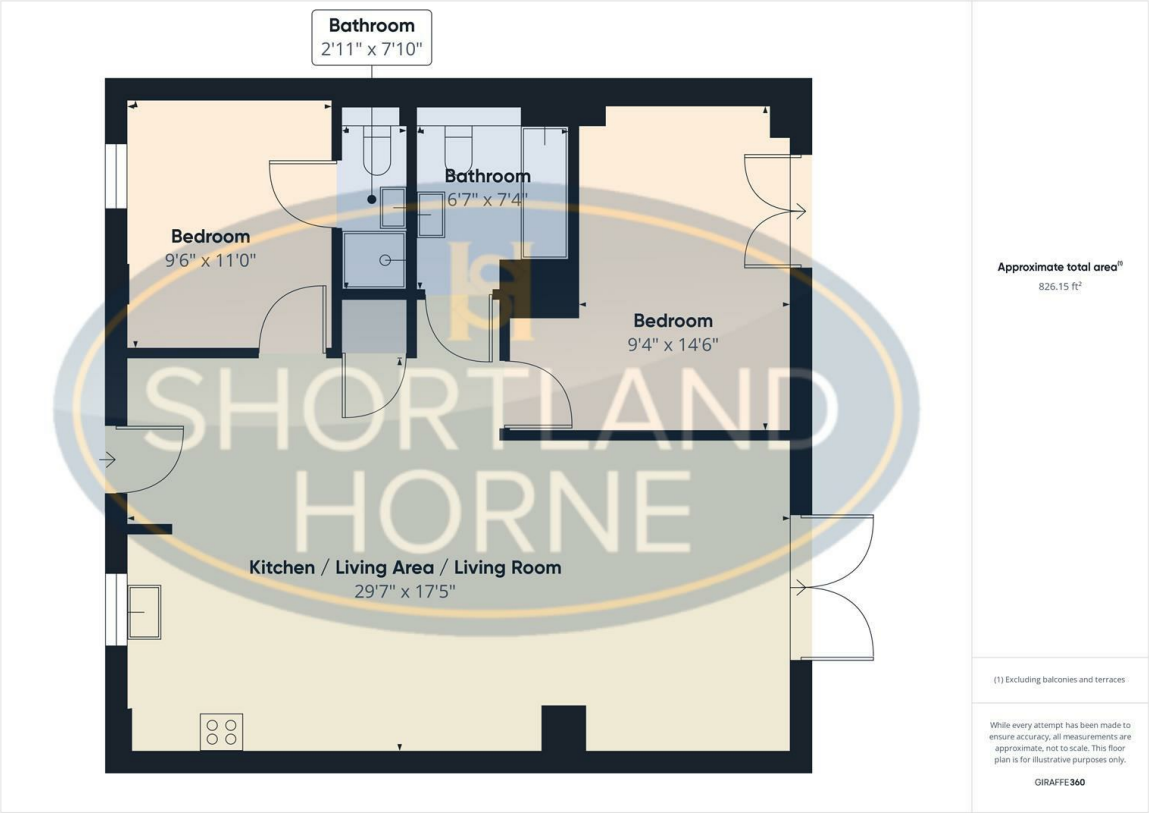 Bathroom
2'11" x 7'10"
Bathroom
6'7" x 7'4"
Bedroom
9'6" x 11'0"
Bedroom
9'4" x 14'6"
SHORTLAND
HORNE
Kitchen / Living Area / Living Room
29'7" x 17'5"
Approximate total area(1)
826.15 ft²
(1) Excluding balconies and terraces
While every attempt has been made to
ensure accuracy, all measurements are
approximate, not to scale. This floor
plan is for illustrative purposes only.
GIRAFFE360